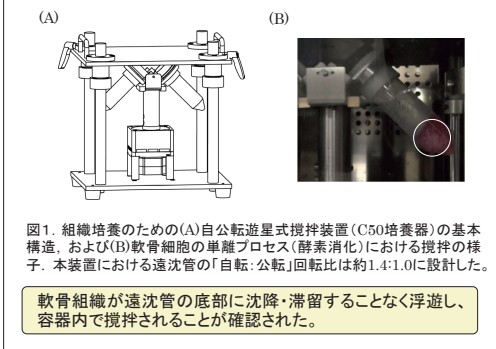 (A)
(B)
図1. 組織培養のための(A)自公転遊星式撹拌装置(C50培養器)の基本
構造, および(B)軟骨細胞の単離プロセス(酵素消化)における撹拌の様
子. 本装置における遠沈管の「自転:公転」回転比は約1.4:1.0に設計した。
軟骨組織が遠沈管の底部に沈降・滞留することなく浮遊し、
容器内で撹拌されることが確認された。